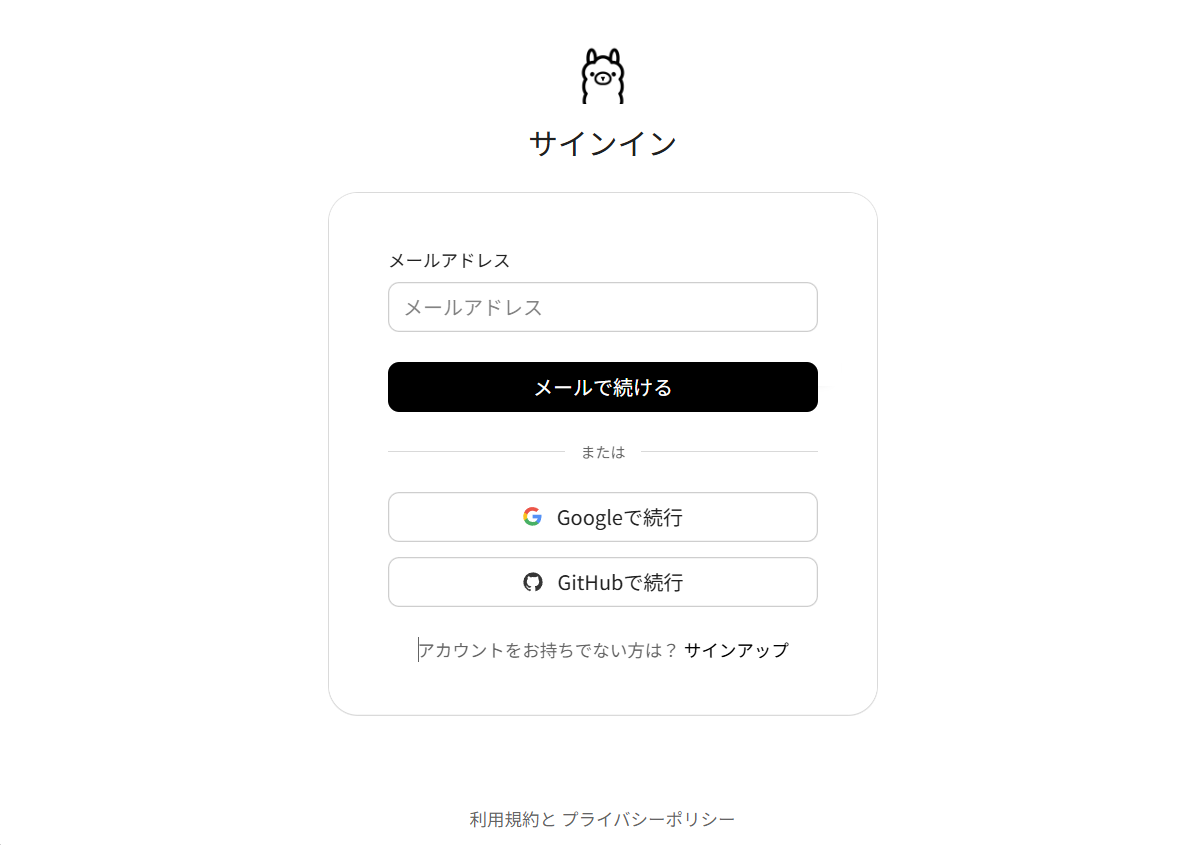 サインイン
メールアドレス
メールアドレス
メールで続ける
または
Googleで続行
GitHubで続行
アカウントをお持ちでない方は？ サインアップ
利用規約と プライバシーポリシー